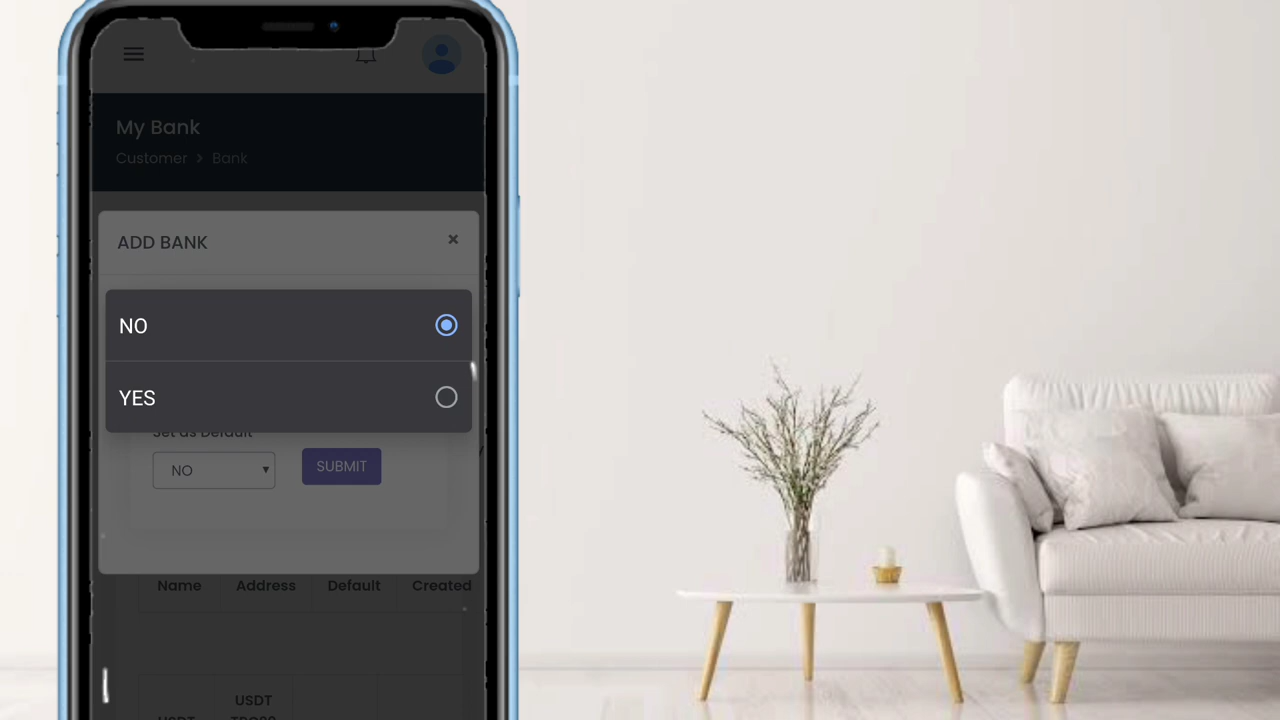 My Bank
Customer > Bank
ADD BANK ×
NO
YES
Set as Default
NO SUBMIT
Name Address Default Created
USDT